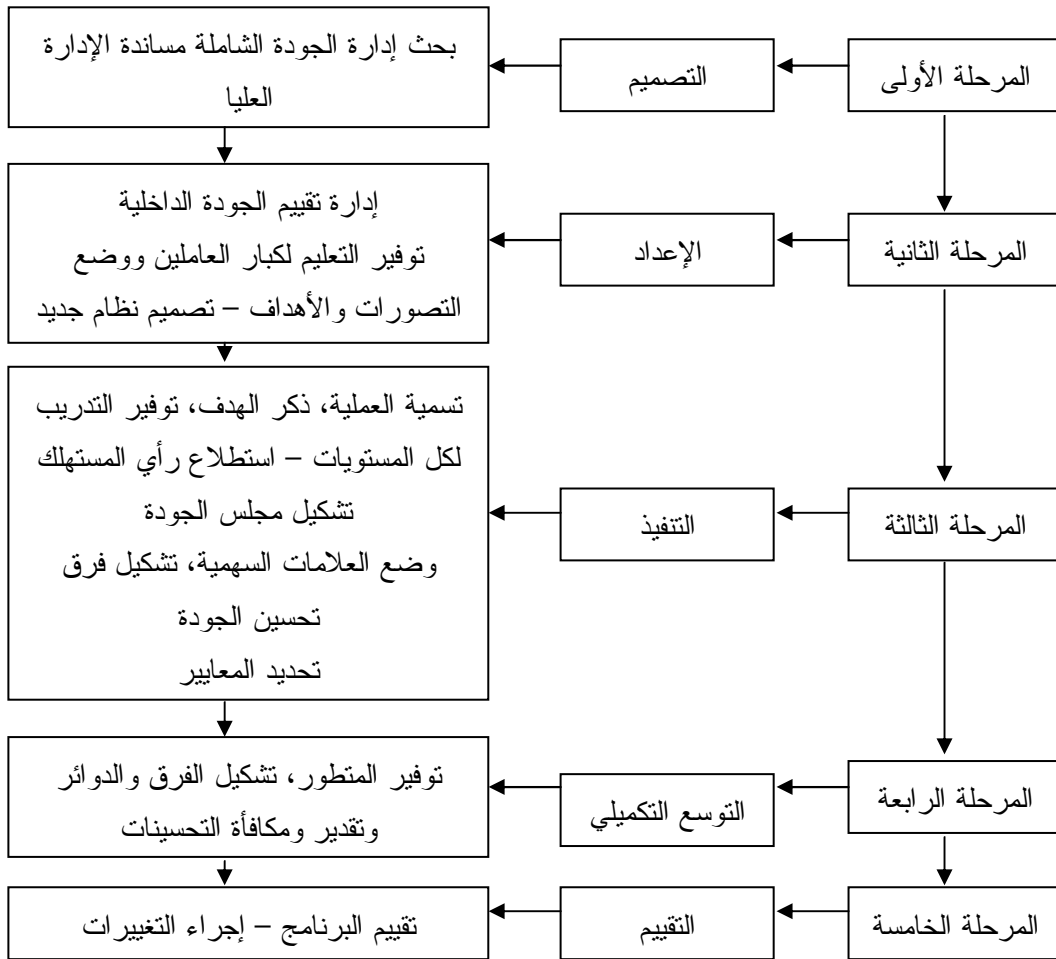 المرحلة الأولى
التصميم
بحث إدارة الجودة الشاملة مساندة الإدارة
العليا
المرحلة الثانية
الإعداد
إدارة تقييم الجودة الداخلية
توفير التعليم لكبار العاملين ووضع
التصورات والأهداف – تصميم نظام جديد
المرحلة الثالثة
التنفيذ
تسمية العملية، ذكر الهدف، توفير التدريب
لكل المستويات – استطلاع رأي المستهلك
تشكيل مجلس الجودة
وضع العلامات السهمية، تشكيل فرق
تحسين الجودة
تحديد المعايير
المرحلة الرابعة
التوسع التكميلي
توفير المتطور، تشكيل الفرق والدوائر
وتقدير ومكافأة التحسينات
المرحلة الخامسة
التقييم
تقييم البرنامج – إجراء التغييرات